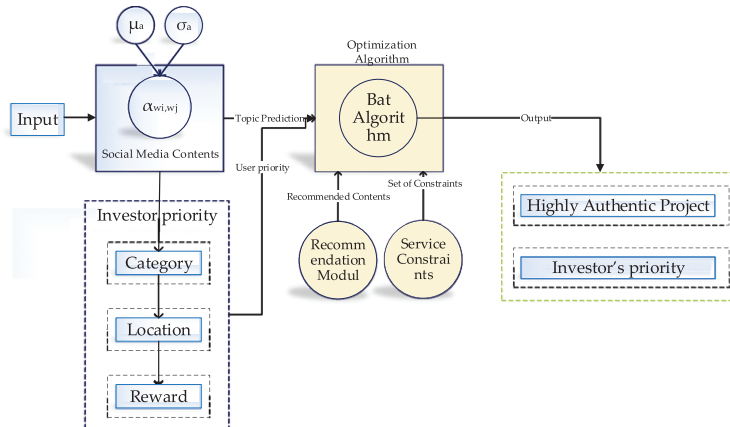 μa
σa
Optimization
Algorithm
Input
αwi,wj
Social Media Contents
Topic Prediction
User priority
Bat
Algorit
hm
Output
Recommended Contents
Set of Constraints
Recomm
endation
Modul
Service
Constrai
nts
Highly Authentic Project
Investor's priority
Investor priority
Category
Location
Reward